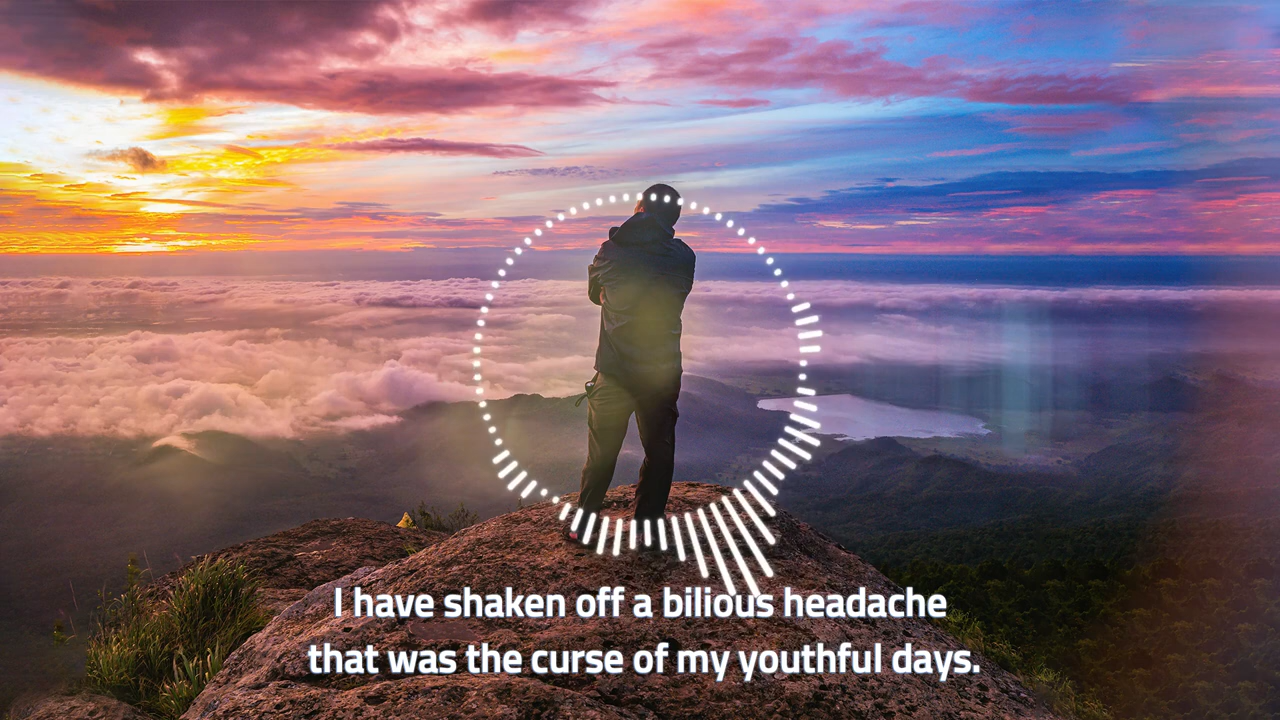 I have shaken off a bilious headache
that was the curse of my youthful days.